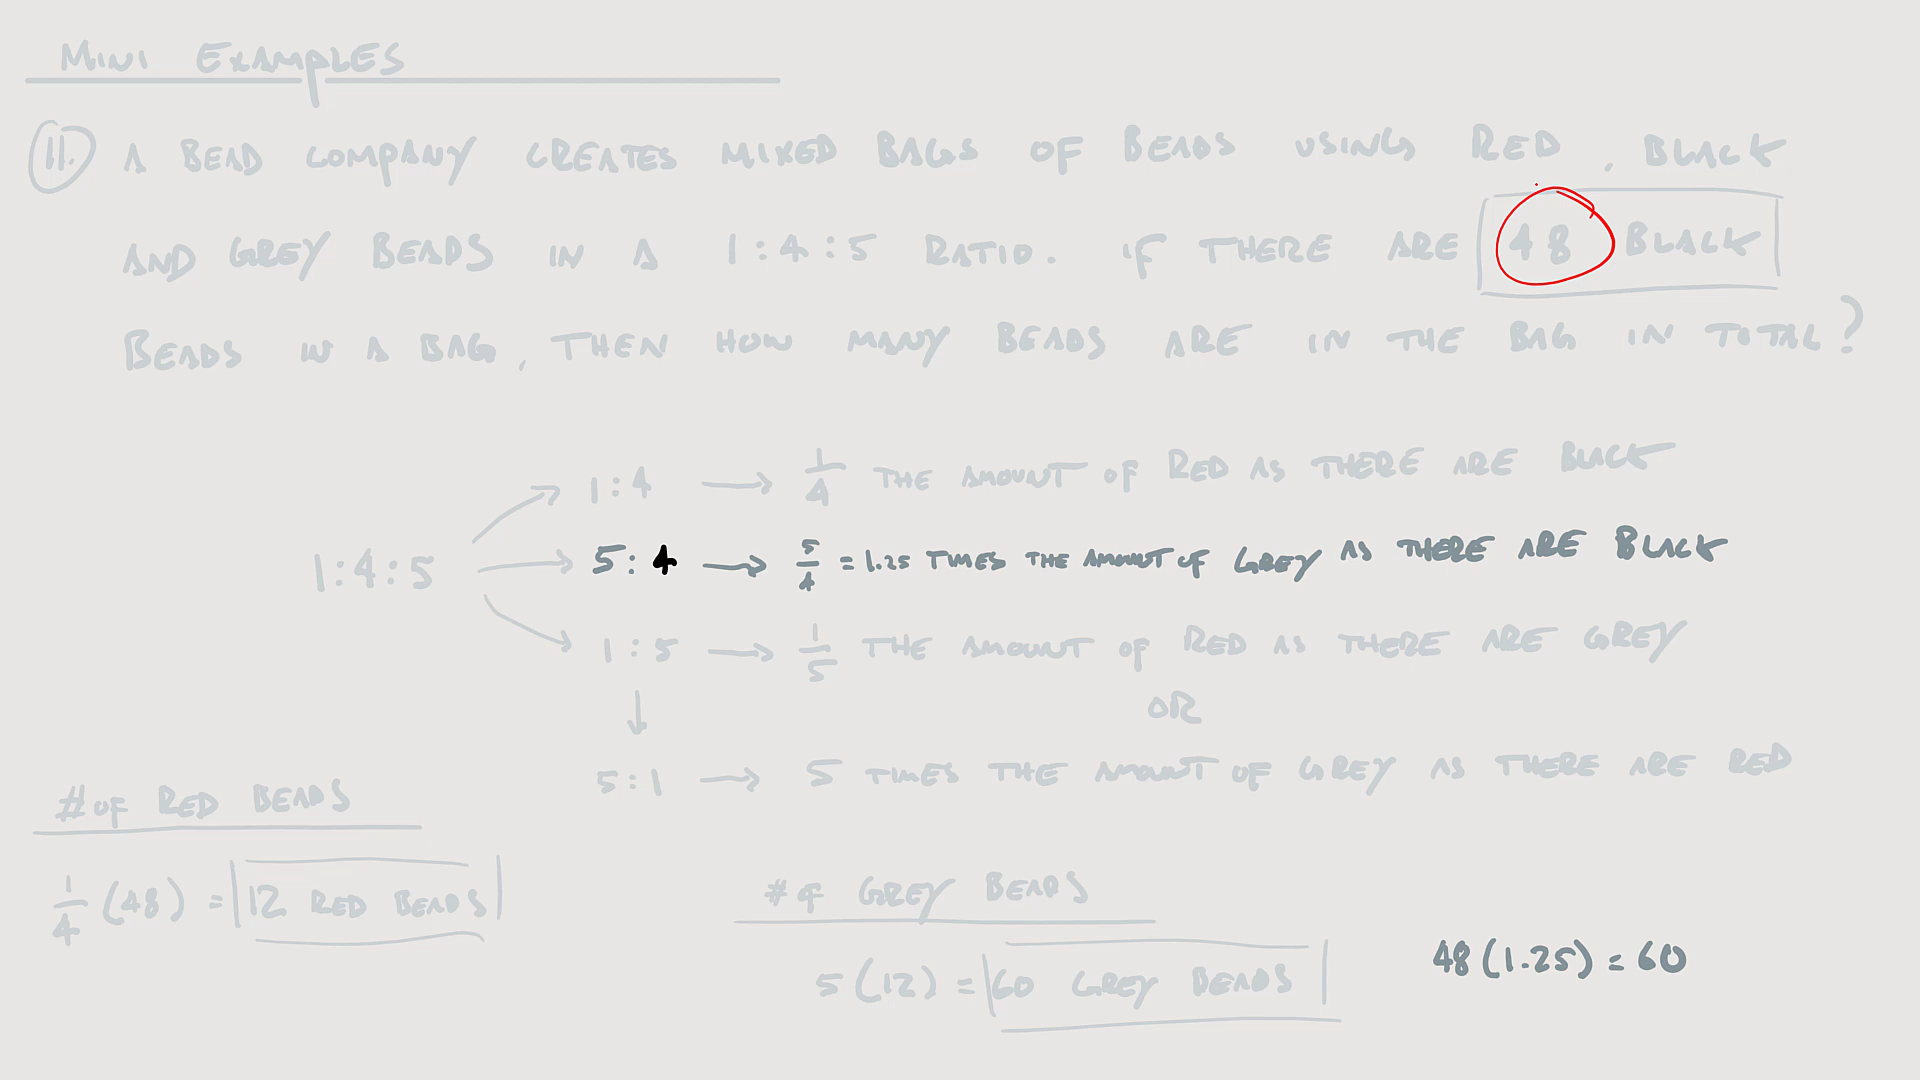 MINI EXAMPLES
11. A BEAD COMPANY CREATES MIXED BAGS OF BEADS USING RED, BLACK
AND GREY BEADS IN A 1:4:5 RATIO. IF THERE ARE 48 BLACK
BEADS IN A BAG, THEN HOW MANY BEADS ARE IN THE BAG IN TOTAL?
1:4 → 1/4 THE AMOUNT OF RED AS THERE ARE BLACK
1:4:5
5:4 → 5/4 = 1.25 TIMES THE AMOUNT OF GREY AS THERE ARE BLACK
1:5 → 1/5 THE AMOUNT OF RED AS THERE ARE GREY
OR
5:1 → 5 TIMES THE AMOUNT OF GREY AS THERE ARE RED
# OF RED BEADS
1/4 (48) = 12 RED BEADS
# OF GREY BEADS
5(12) = 60 GREY BEADS
48(1.25) = 60